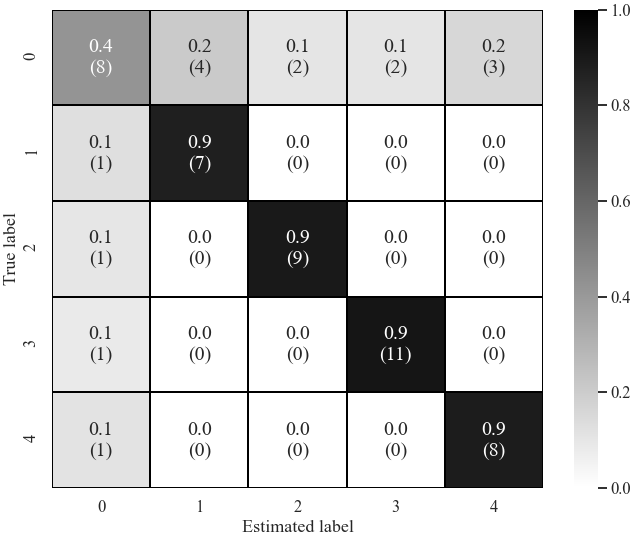 0.4 0.2 0.1 0.1 0.2
(8) (4) (2) (2) (3)
0.1 0.9 0.0 0.0 0.0
(1) (7) (0) (0) (0)
0.1 0.0 0.9 0.0 0.0
(1) (0) (9) (0) (0)
0.1 0.0 0.0 0.9 0.0
(1) (0) (0) (11) (0)
0.1 0.0 0.0 0.0 0.9
(1) (0) (0) (0) (8)
0
1
2
3
4
True label
0 1 2 3 4
Estimated label
1.0
0.8
0.6
0.4
0.2
0.0